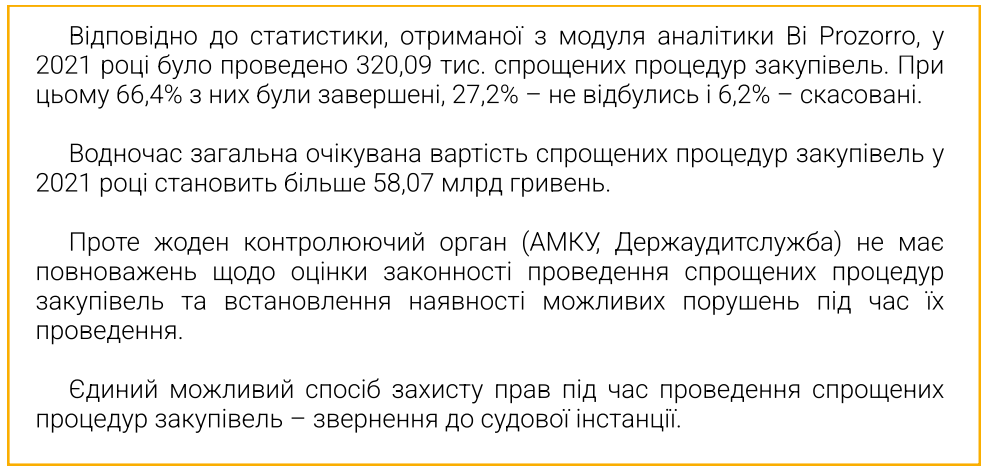 Відповідно до статистики, отриманої з модуля аналітики Bi Prozorro, у
2021 році було проведено 320,09 тис. спрощених процедур закупівель. При
цьому 66,4% з них були завершені, 27,2% – не відбулись і 6,2% – скасовані.
Водночас загальна очікувана вартість спрощених процедур закупівель у
2021 році становить більше 58,07 млрд гривень.
Проте жоден контролюючий орган (АМКУ, Держаудитслужба) не має
повноважень щодо оцінки законності проведення спрощених процедур
закупівель та встановлення наявності можливих порушень під час їх
проведення.
Єдиний можливий спосіб захисту прав під час проведення спрощених
процедур закупівель – звернення до судової інстанції.